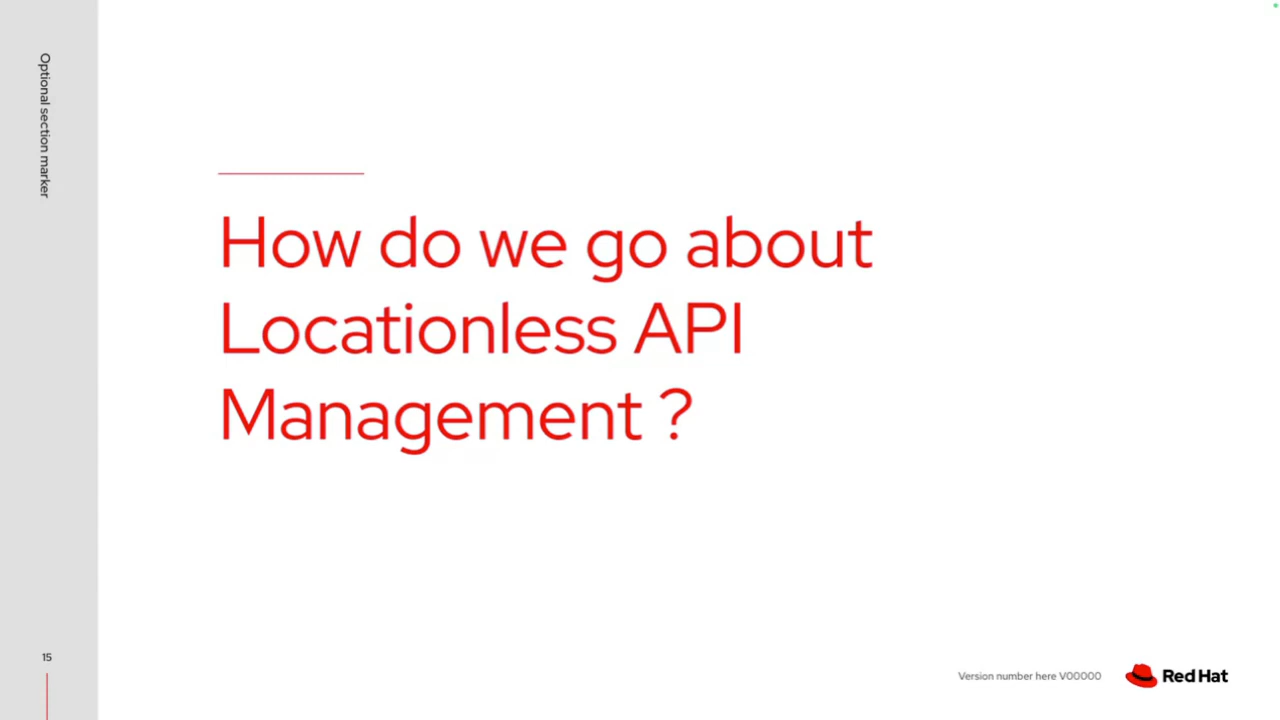 Optional section marker
How do we go about
Locationless API
Management ?
15
Version number here V00000
Red Hat